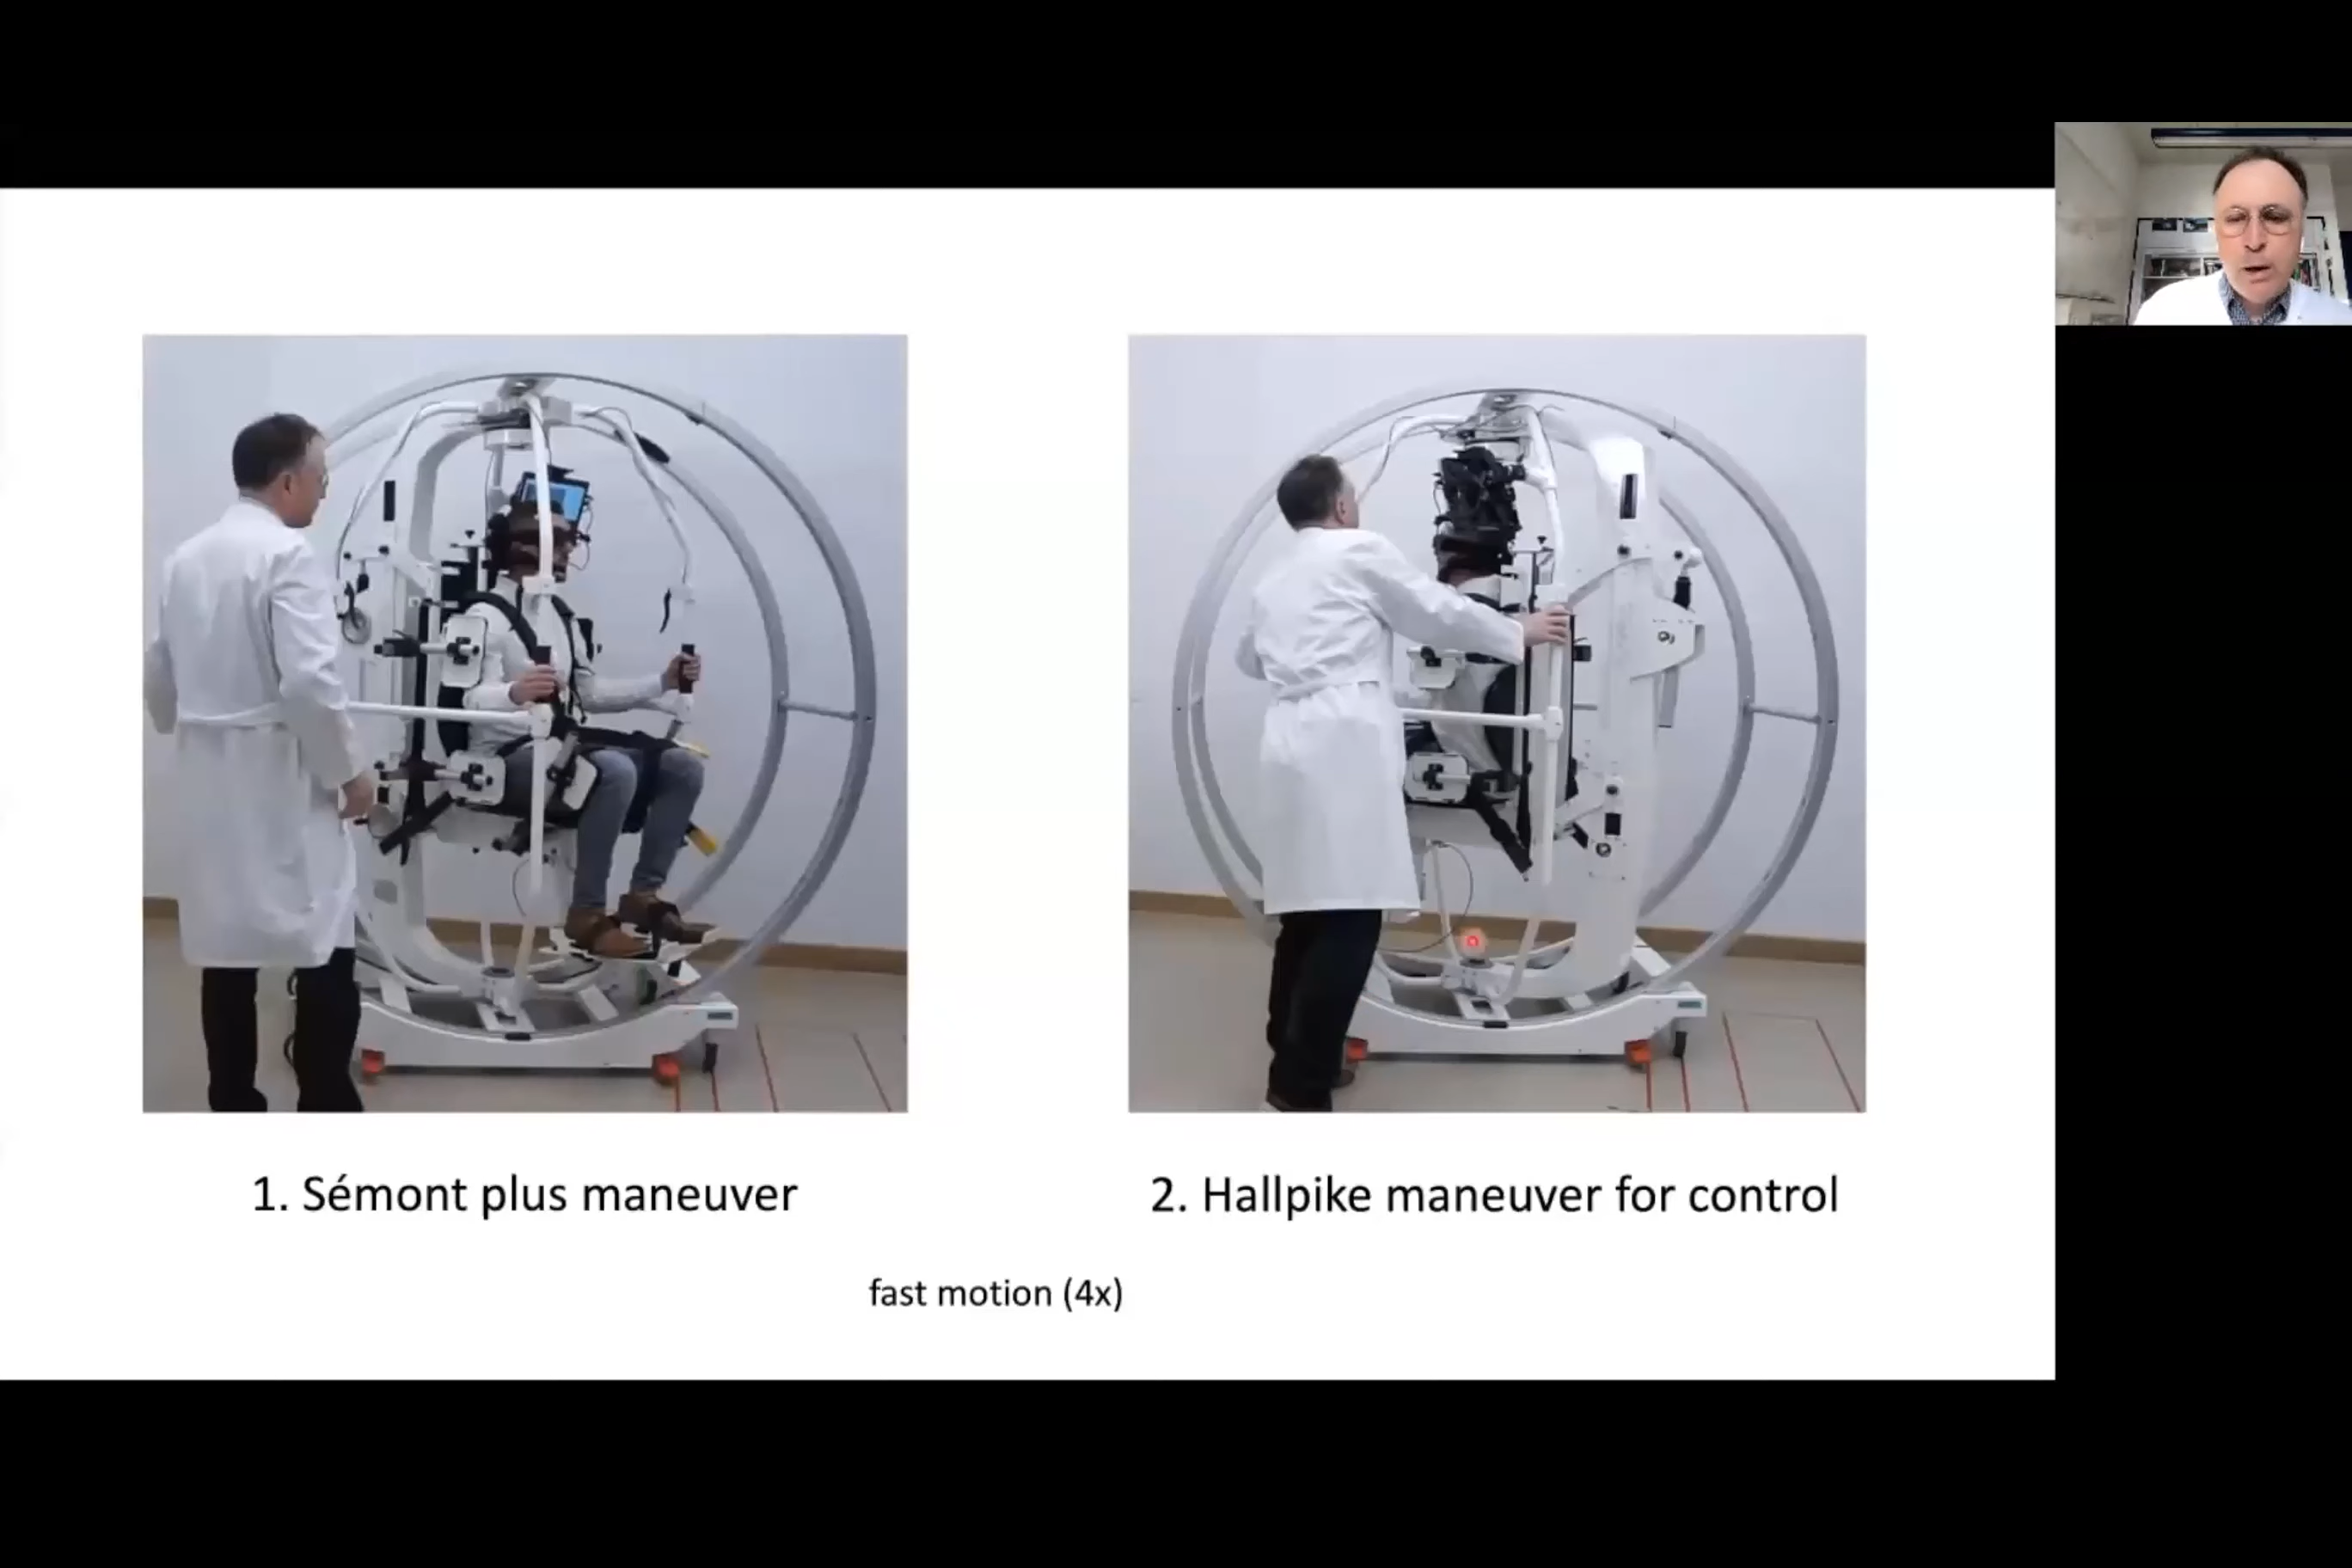 1. Sémont plus maneuver
2. Hallpike maneuver for control
fast motion (4x)